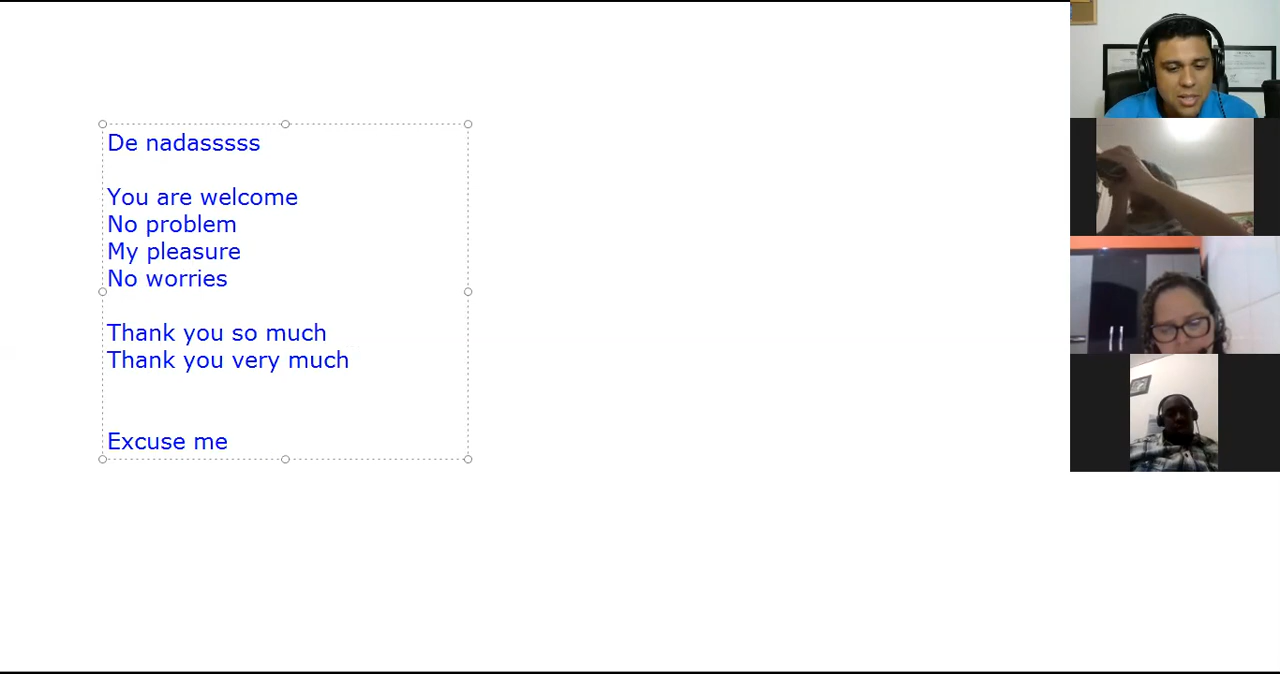 De nadasssss
You are welcome
No problem
My pleasure
No worries
Thank you so much
Thank you very much
Excuse me